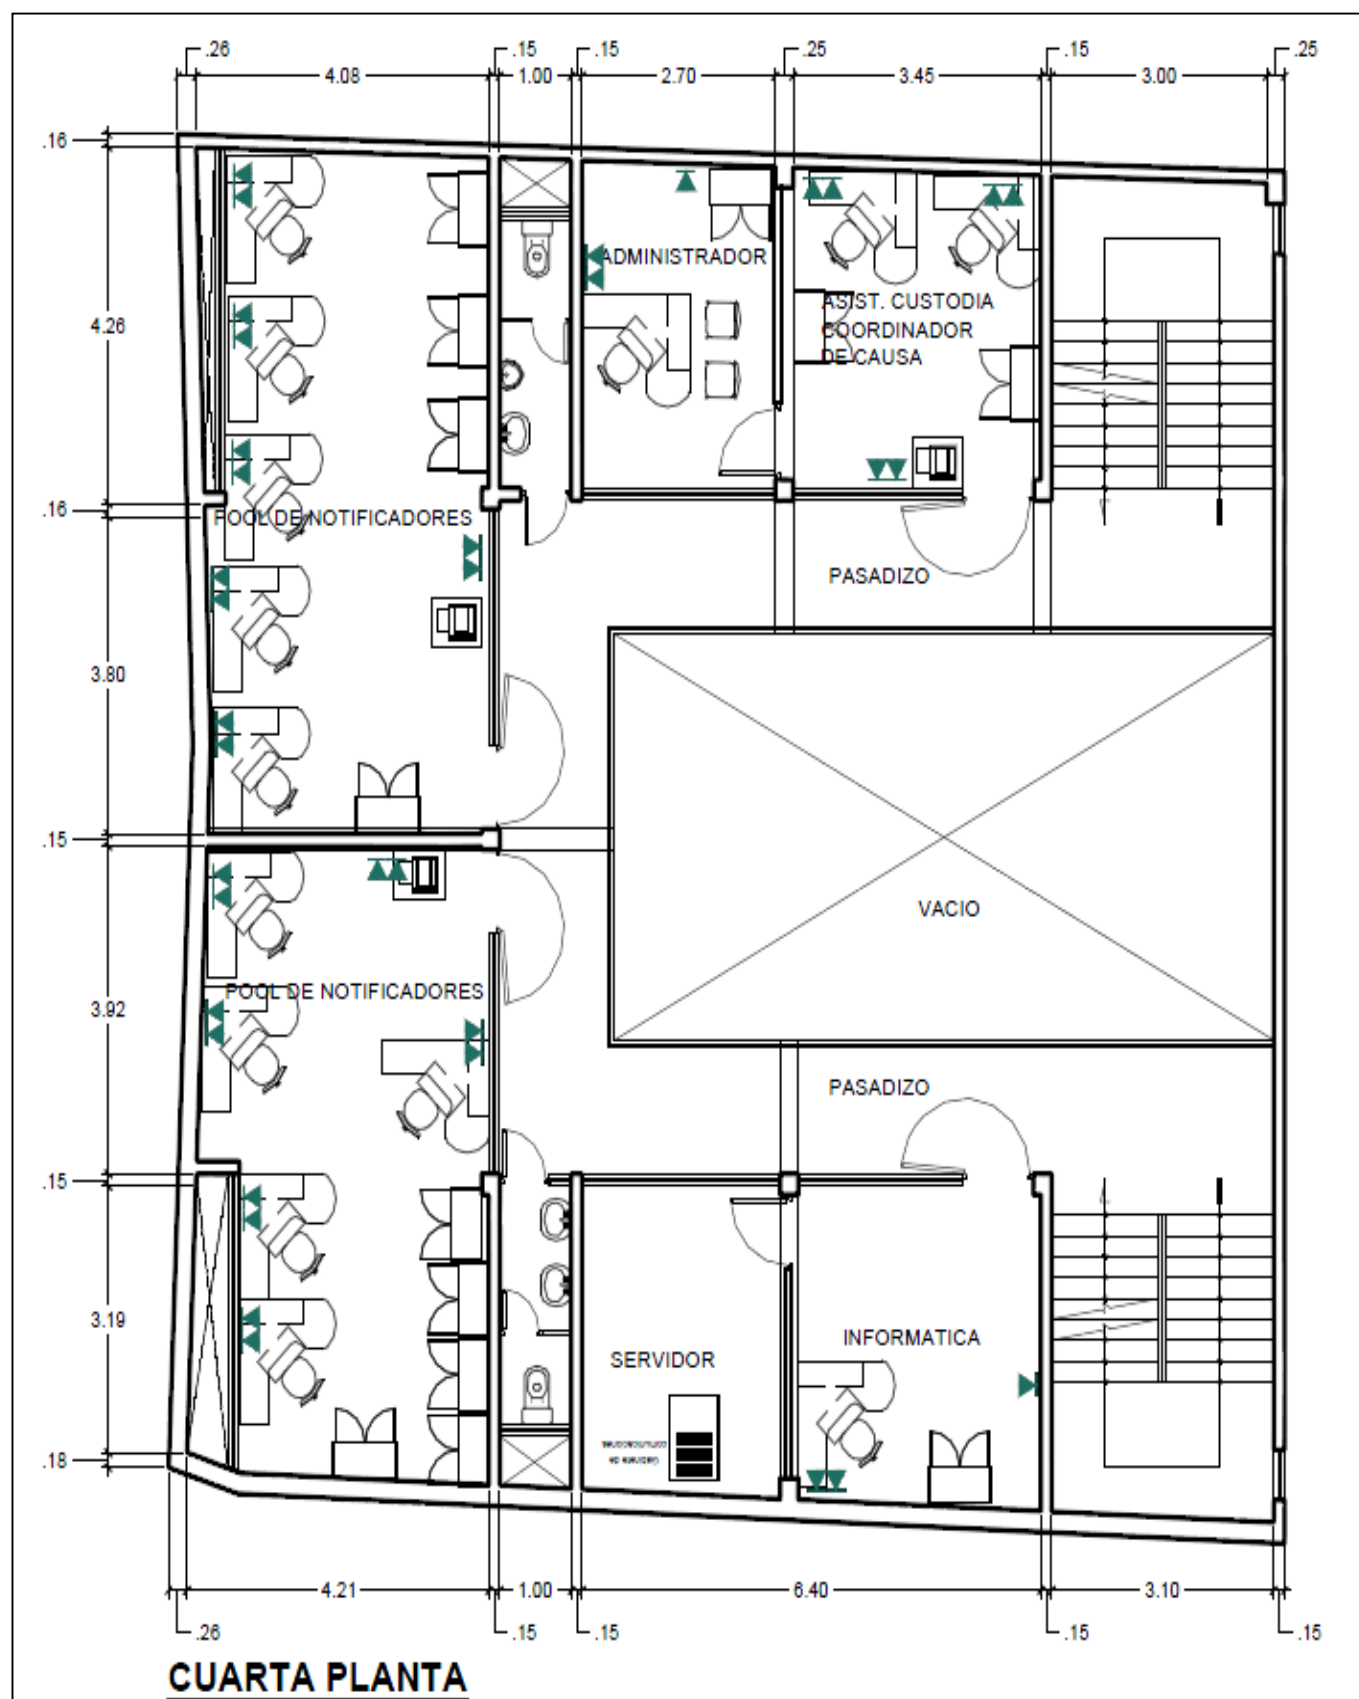 .26
.15
.15
.25
.15
.25
4.08
1.00
2.70
3.45
3.00
.16
4.26
ADMINISTRADOR
ASIST. CUSTODIA
COORDINADOR
DE CAUSA
.16
POOL DE NOTIFICADORES
PASADIZO
3.80
.15
VACIO
POOL DE NOTIFICADORES
3.92
PASADIZO
.15
3.19
INFORMATICA
SERVIDOR
Gabinete de
comunicaciones
.18
4.21
1.00
6.40
3.10
.26
.15
.15
.15
.15
CUARTA PLANTA